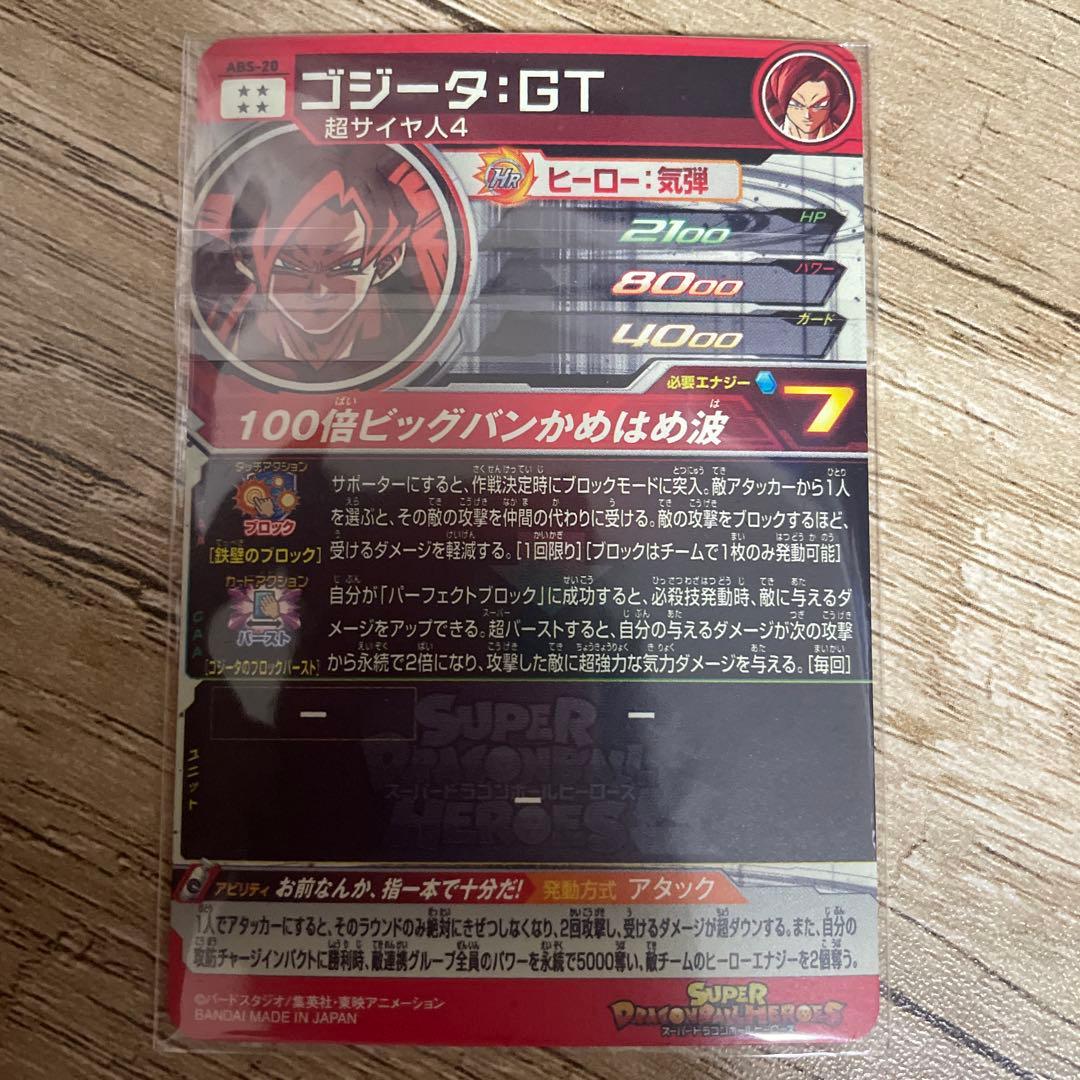 ABS-20
★★
★★
ゴジータ:GT
超サイヤ人4
HR ヒーロー:気弾
HP
2100
パワー
8000
ガード
4000
必要エナジー 7
100倍ビッグバンかめはめ波
タッチアクション
ブロック
[鉄壁のブロック]
サポーターにすると、作戦決定時にブロックモードに突入。敵アタッカーから1人
を選ぶと、その敵の攻撃を仲間の代わりに受ける。敵の攻撃をブロックするほど、
受けるダメージを軽減する。[1回限り][ブロックはチームで1枚のみ発動可能]
カードアクション
バースト
[ゴジータのブロックバースト]
自分が「パーフェクトブロック」に成功すると、必殺技発動時、敵に与えるダ
メージをアップできる。超バーストすると、自分の与えるダメージが次の攻撃
から永続で2倍になり、攻撃した敵に超強力な気力ダメージを与える。[毎回]
CAA
ユニット
ー ー
ー
SUPER
DRAGONBALL
スーパードラゴンボールヒーローズ
HEROES
アビリティ お前なんか、指一本で十分だ! 発動方式 アタック
1人でアタッカーにすると、そのラウンドのみ絶対にきぜつしなくなり、2回攻撃し、受けるダメージが超ダウンする。また、自分の
攻防チャージインパクトに勝利時、敵連携グループ全員のパワーを永続で5000奪い、敵チームのヒーローエナジーを2個奪う。
©バードスタジオ/集英社・東映アニメーション
BANDAI MADE IN JAPAN
SUPER
DRAGONBALL HEROES
スーパードラゴンボールヒーローズ